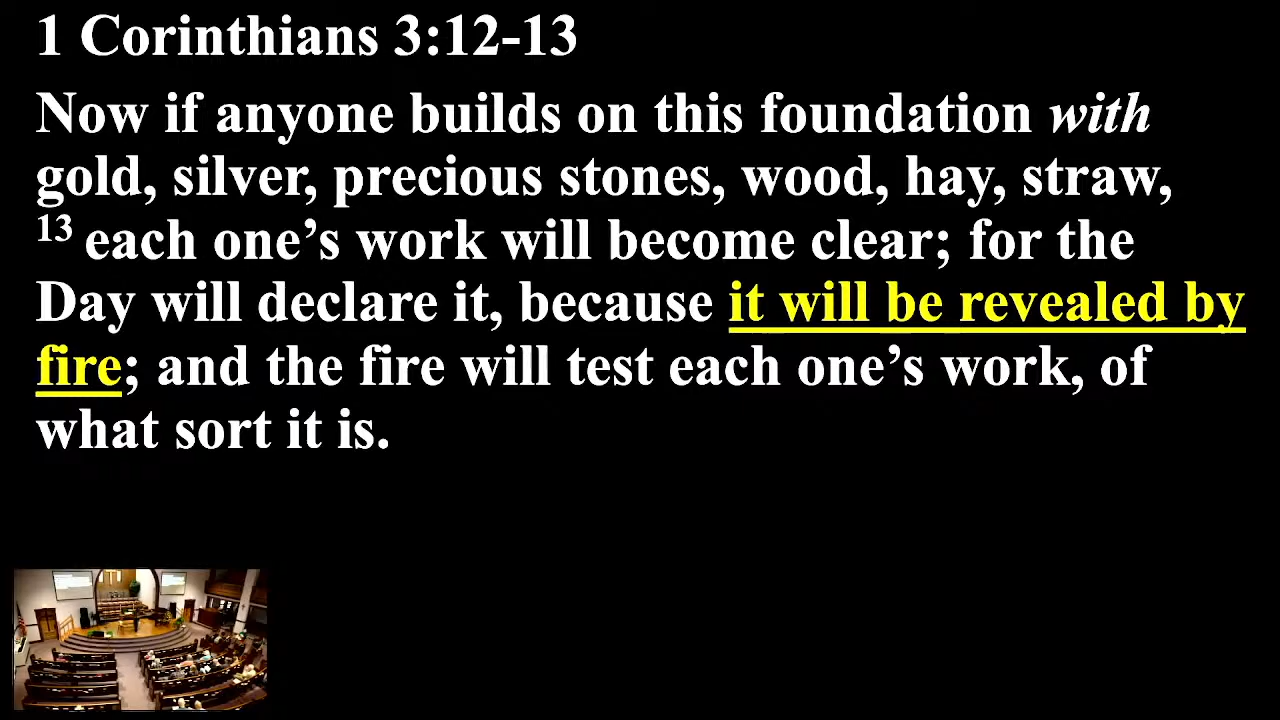 1 Corinthians 3:12-13
Now if anyone builds on this foundation with
gold, silver, precious stones, wood, hay, straw,
13 each one’s work will become clear; for the
Day will declare it, because it will be revealed by
fire; and the fire will test each one’s work, of
what sort it is.